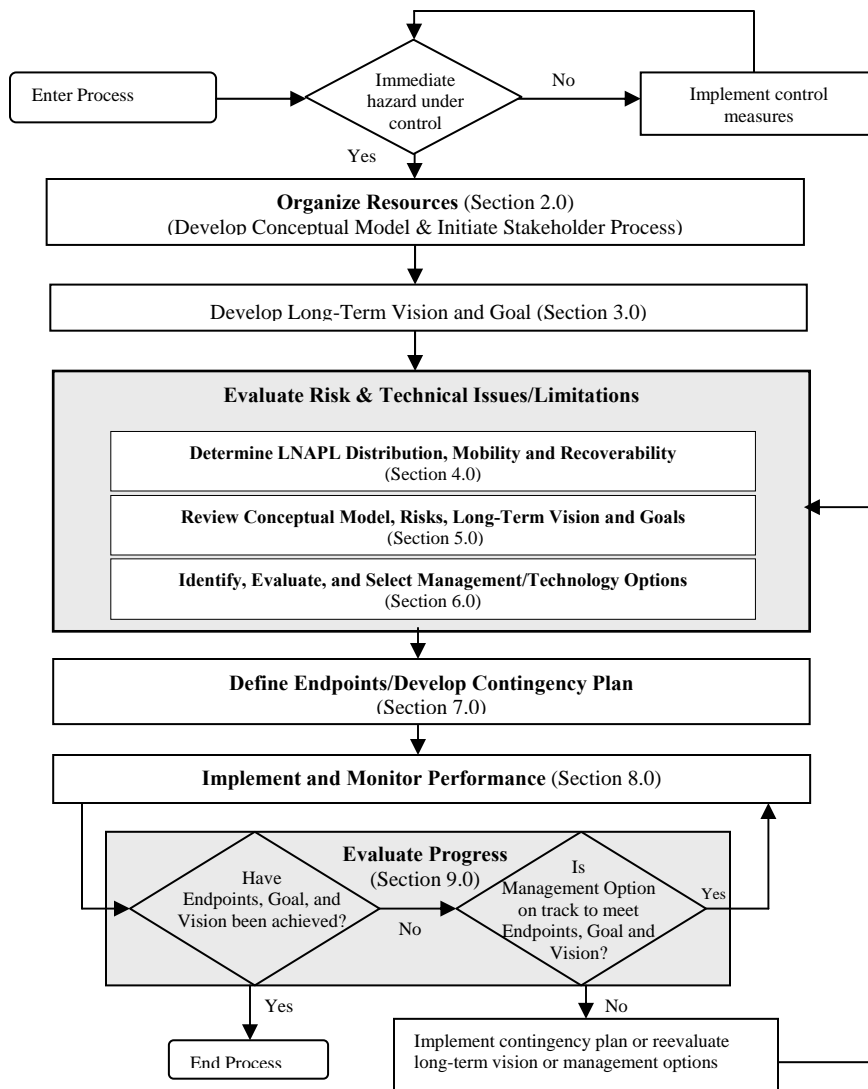 Enter Process
Immediate
hazard under
control
No
Implement control
measures
Yes
Organize Resources (Section 2.0)
(Develop Conceptual Model & Initiate Stakeholder Process)
Develop Long-Term Vision and Goal (Section 3.0)
Evaluate Risk & Technical Issues/Limitations
Determine LNAPL Distribution, Mobility and Recoverability
(Section 4.0)
Review Conceptual Model, Risks, Long-Term Vision and Goals
(Section 5.0)
Identify, Evaluate, and Select Management/Technology Options
(Section 6.0)
Define Endpoints/Develop Contingency Plan
(Section 7.0)
Implement and Monitor Performance (Section 8.0)
Evaluate Progress
(Section 9.0)
Have
Endpoints, Goal, and
Vision been achieved?
No
Is
Management Option
on track to meet
Endpoints, Goal and
Vision?
Yes
Yes
No
End Process
Implement contingency plan or reevaluate
long-term vision or management options